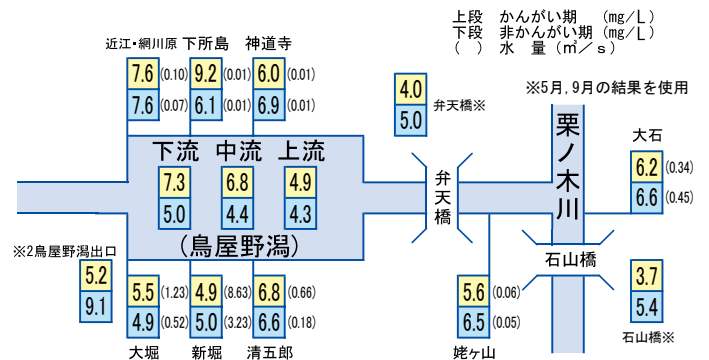 上段 かんがい期 (mg/L)
下段 非かんがい期 (mg/L)
( ) 水 量 (㎥/s)
近江・網川原 下所島 神道寺
7.6 (0.10) 9.2 (0.01) 6.0 (0.01)
7.6 (0.07) 6.1 (0.01) 6.9 (0.01)
4.0
5.0
弁天橋※
※5月, 9月の結果を使用
下流 中流 上流
7.3 6.8 4.9
5.0 4.4 4.3
(鳥屋野潟)
弁天橋
栗ノ木川
大石
6.2 (0.34)
6.6 (0.45)
※2鳥屋野潟出口
5.2
9.1
石山橋
5.5 (1.23) 4.9 (8.63) 6.8 (0.66)
4.9 (0.52) 5.0 (3.23) 6.6 (0.18)
大堀 新堀 清五郎
5.6 (0.06)
6.5 (0.05)
姥ヶ山
3.7
5.4
石山橋※